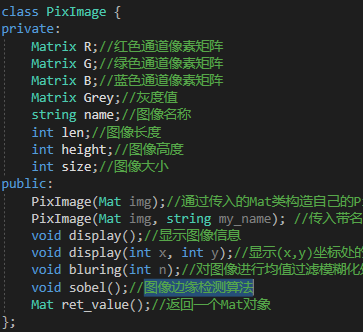 class PixImage {
private:
Matrix R;//红色通道像素矩阵
Matrix G;//绿色通道像素矩阵
Matrix B;//蓝色通道像素矩阵
Matrix Grey;//灰度值
string name;//图像名称
int len;//图像长度
int height;//图像高度
int size;//图像大小
public:
PixImage(Mat img);//通过传入的Mat类构造自己的P
PixImage(Mat img, string my_name); //传入带名
void display();//显示图像信息
void display(int x, int y);//显示(x,y)坐标处的
void bluring(int n);//对图像进行均值过滤模糊化处
void sobel();//图像边缘检测算法
Mat ret_value();//返回一个Mat对象
};